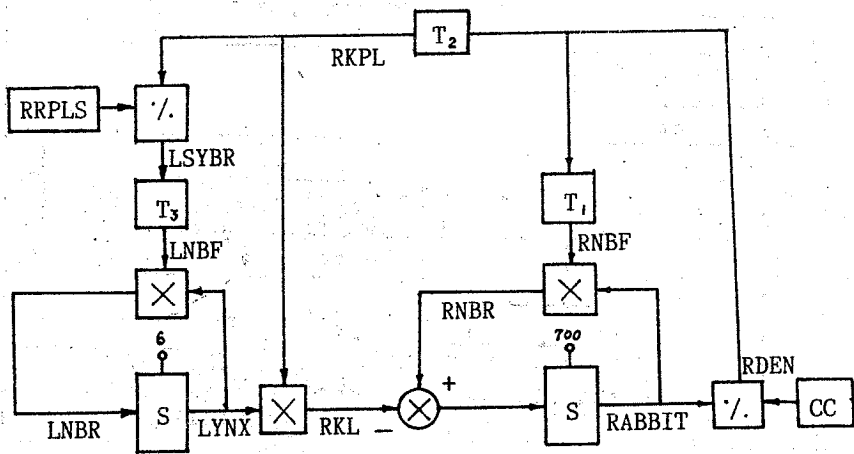 T₂
RKPL
RRPLS
·/.
LSYBR
T₃
T₁
LNBF
RNBF
×
×
RNBR
6
700
+
RDEN
S
LYNX
×
RKL
−
×
S
RABBIT
·/.
CC
LNBR